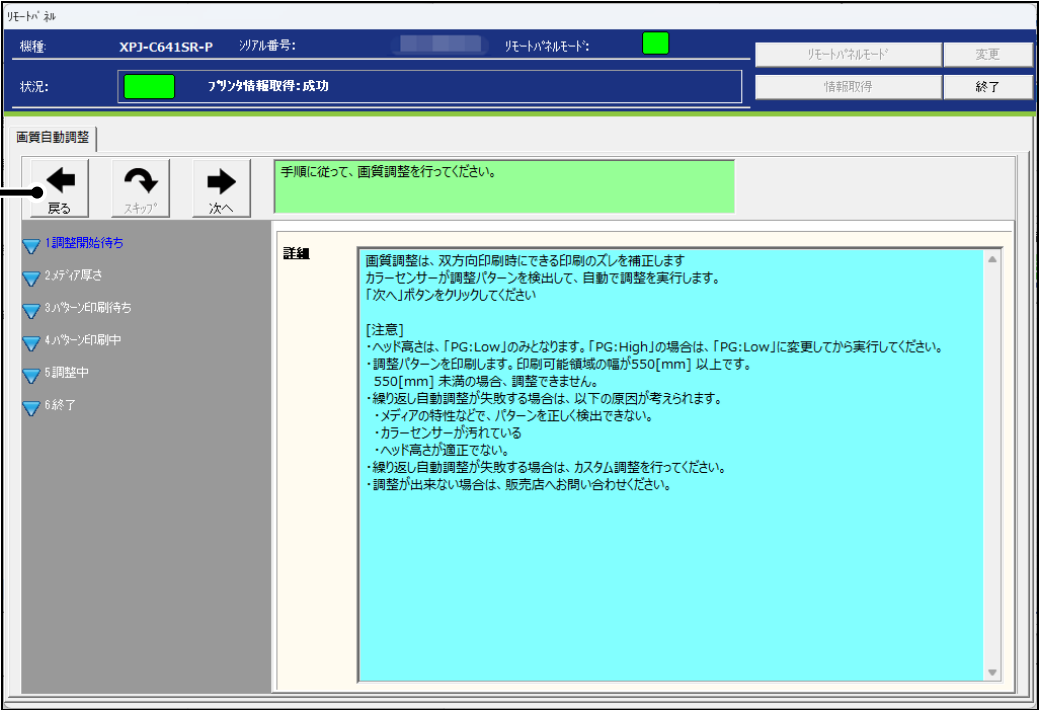 ﾘﾓｰﾄﾊﾟﾈﾙ
機種: XPJ-C641SR-P ｼﾘｱﾙ番号: ﾘﾓｰﾄﾊﾟﾈﾙﾓｰﾄﾞ:
ﾘﾓｰﾄﾊﾟﾈﾙﾓｰﾄﾞ 変更
状況: ﾌﾟﾘﾝﾀ情報取得:成功
情報取得 終了
画質自動調整
戻る ｽｷｯﾌﾟ 次へ
手順に従って、画質調整を行ってください。
1.調整開始待ち
2.ﾒﾃﾞｨｱ厚さ
3.ﾊﾟﾀｰﾝ印刷待ち
4.ﾊﾟﾀｰﾝ印刷中
5.調整中
6.終了
詳細
画質調整は、双方向印刷時にできる印刷のズレを補正します
カラーセンサーが調整パターンを検出して、自動で調整を実行します。
「次へ」ボタンをクリックしてください
[注意]
・ヘッド高さは、「PG:Low」のみとなります。「PG:High」の場合は、「PG:Low」に変更してから実行してください。
・調整パターンを印刷します。印刷可能領域の幅が550[mm] 以上です。
550[mm] 未満の場合、調整できません。
・繰り返し自動調整が失敗する場合は、以下の原因が考えられます。
・メディアの特性などで、パターンを正しく検出できない。
・カラーセンサーが汚れている
・ヘッド高さが適正でない。
・繰り返し自動調整が失敗する場合は、カスタム調整を行ってください。
・調整が出来ない場合は、販売店へお問い合わせください。